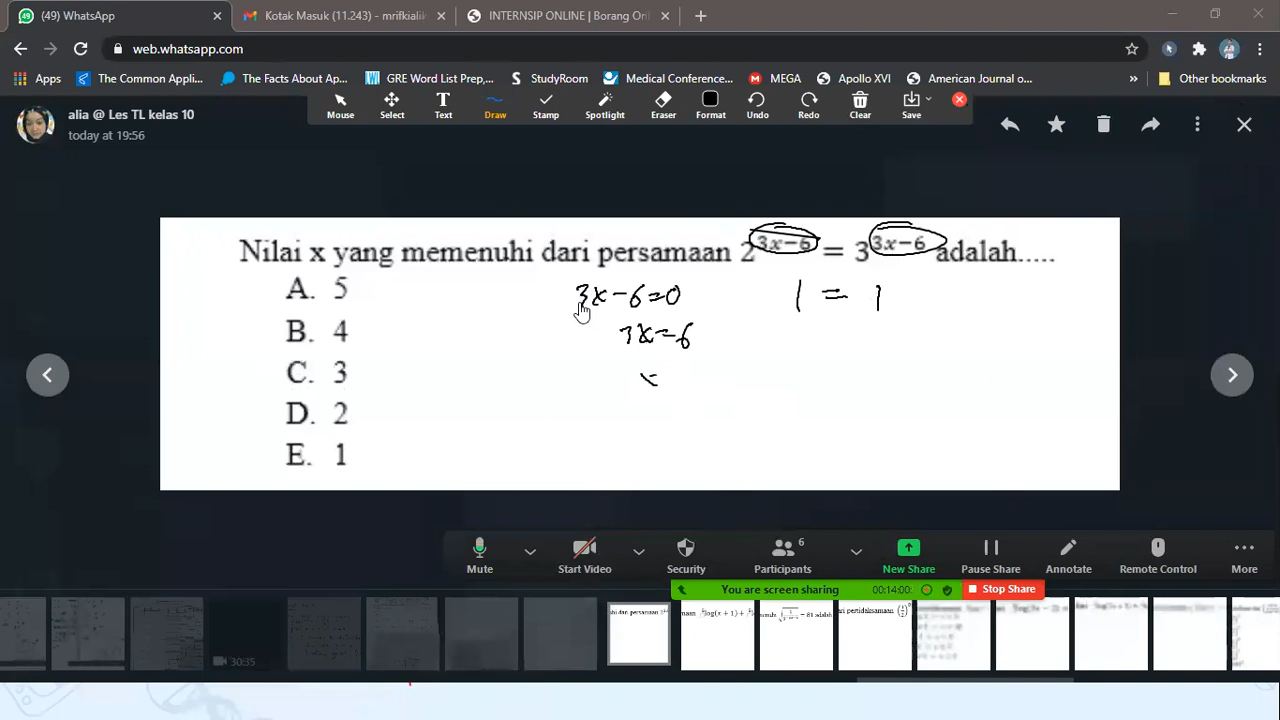 (49) WhatsApp
Kotak Masuk (11.243) - mrifkialik
INTERNSIP ONLINE | Borang Onl
web.whatsapp.com
Apps
The Common Appli...
The Facts About Ap...
GRE Word List Prep,...
StudyRoom
Medical Conference...
MEGA
Apollo XVI
American Journal o...
Other bookmarks
alia @ Les TL kelas 10
today at 19:56
Mouse
Select
Text
Draw
Stamp
Spotlight
Eraser
Format
Undo
Redo
Clear
Save
Nilai x yang memenuhi dari persamaan 2^{3x-6} = 3^{3x-6} adalah.....
A. 5
B. 4
C. 3
D. 2
E. 1
3x-6=0
1 = 1
3x=6
Mute
Start Video
Security
6
Participants
New Share
Pause Share
Annotate
Remote Control
More
You are screen sharing
00:14:00
Stop Share
30:35